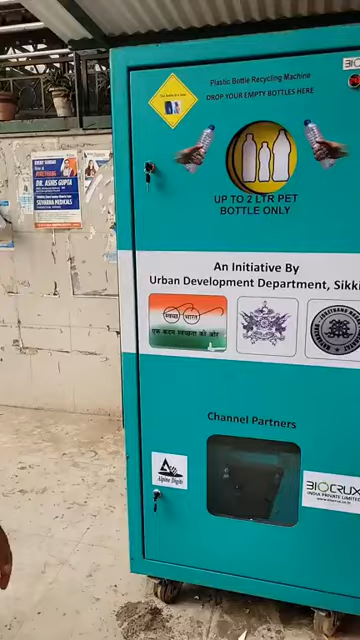 Plastic Bottle Recycling Machine
DROP YOUR EMPTY BOTTLES HERE
UP TO 2 LTR PET
BOTTLE ONLY
An Initiative By
Urban Development Department, Sikki
स्वच्छ भारत
एक कदम स्वच्छता की ओर
Channel Partners
Alpine Digits
BIOCRUX
INDIA PRIVATE LIMITED
DR. ASHIS GUPTA
SUVARNA MEDICALS